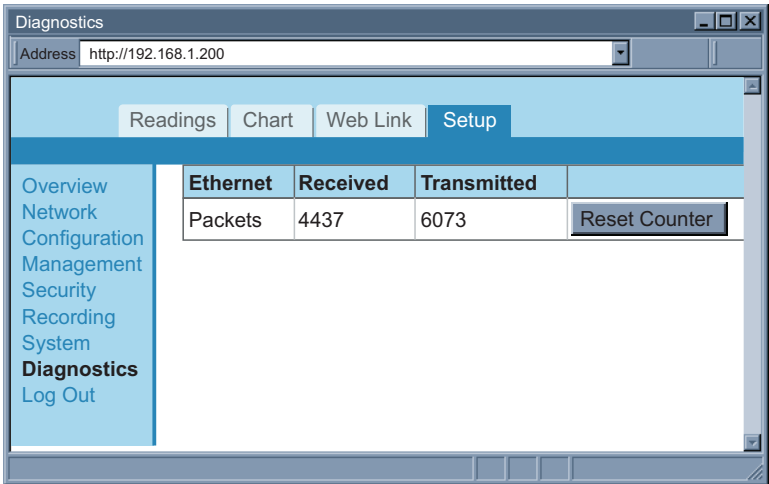 Diagnostics
Address http://192.168.1.200
Readings Chart Web Link Setup
Overview
Network
Configuration
Management
Security
Recording
System
Diagnostics
Log Out
Ethernet Received Transmitted
Packets 4437 6073 Reset Counter